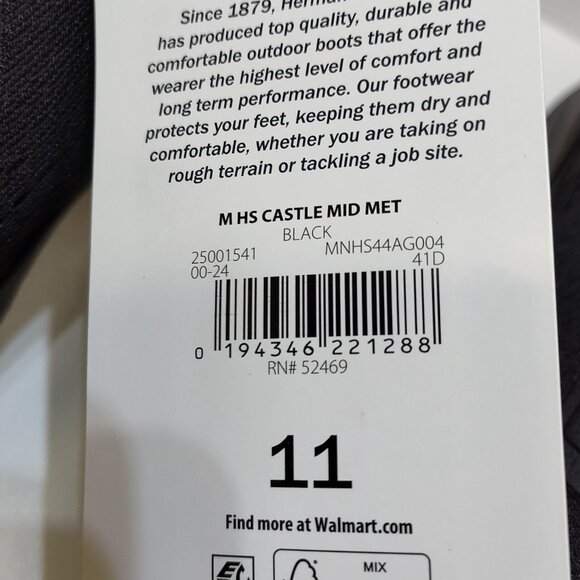 Since 1879, Herman
has produced top quality, durable and
comfortable outdoor boots that offer the
wearer the highest level of comfort and
long term performance. Our footwear
protects your feet, keeping them dry and
comfortable, whether you are taking on
rough terrain or tackling a job site.
M HS CASTLE MID MET
BLACK
25001541 MNHS44AG004
00-24 41D
0 194346 221288
RN# 52469
11
Find more at Walmart.com
MIX